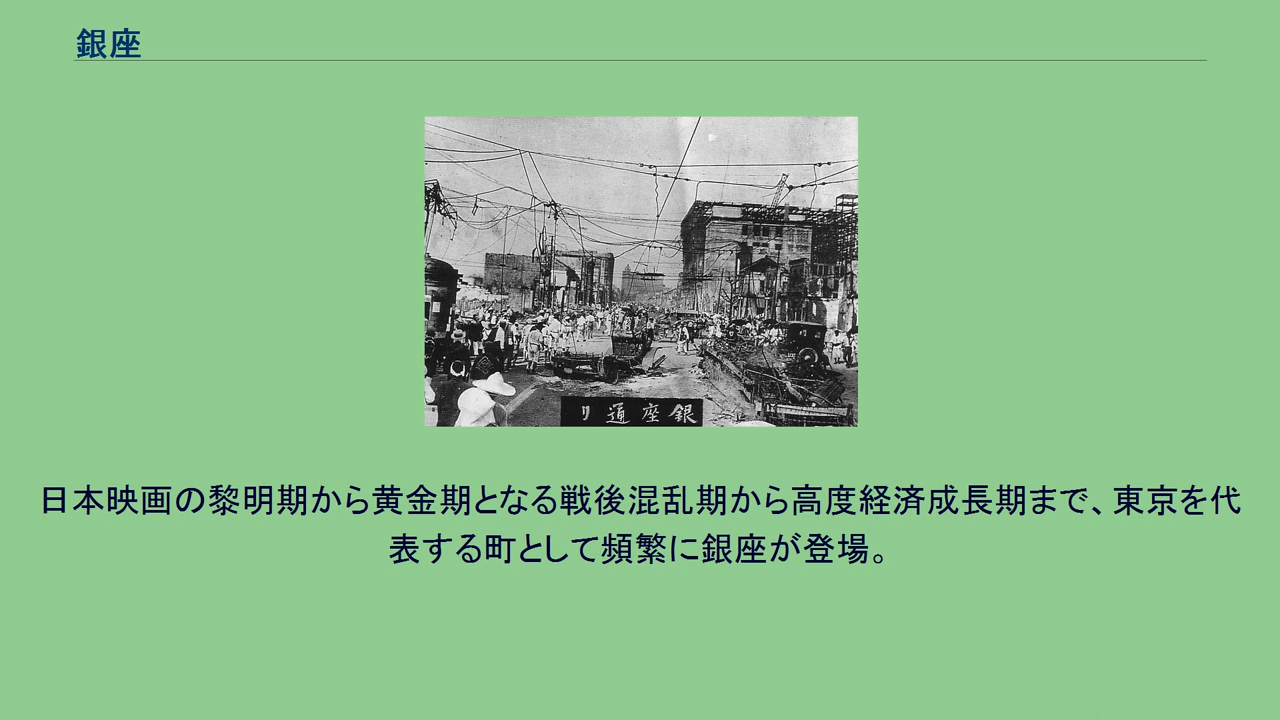 銀座
銀座通り
日本映画の黎明期から黄金期となる戦後混乱期から高度経済成長期まで、東京を代
表する町として頻繁に銀座が登場。